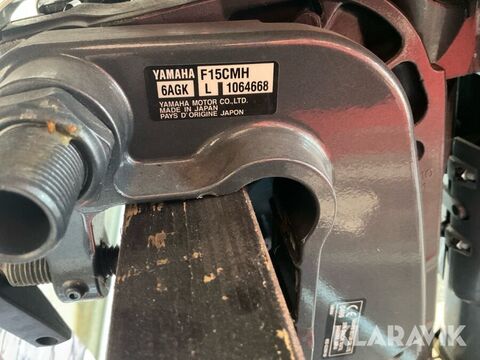 YAMAHA F15CMH
6AGK L 1064668
YAMAHA MOTOR CO.,LTD.
MADE IN JAPAN
PAYS D'ORIGINE JAPON
KLARAVIK